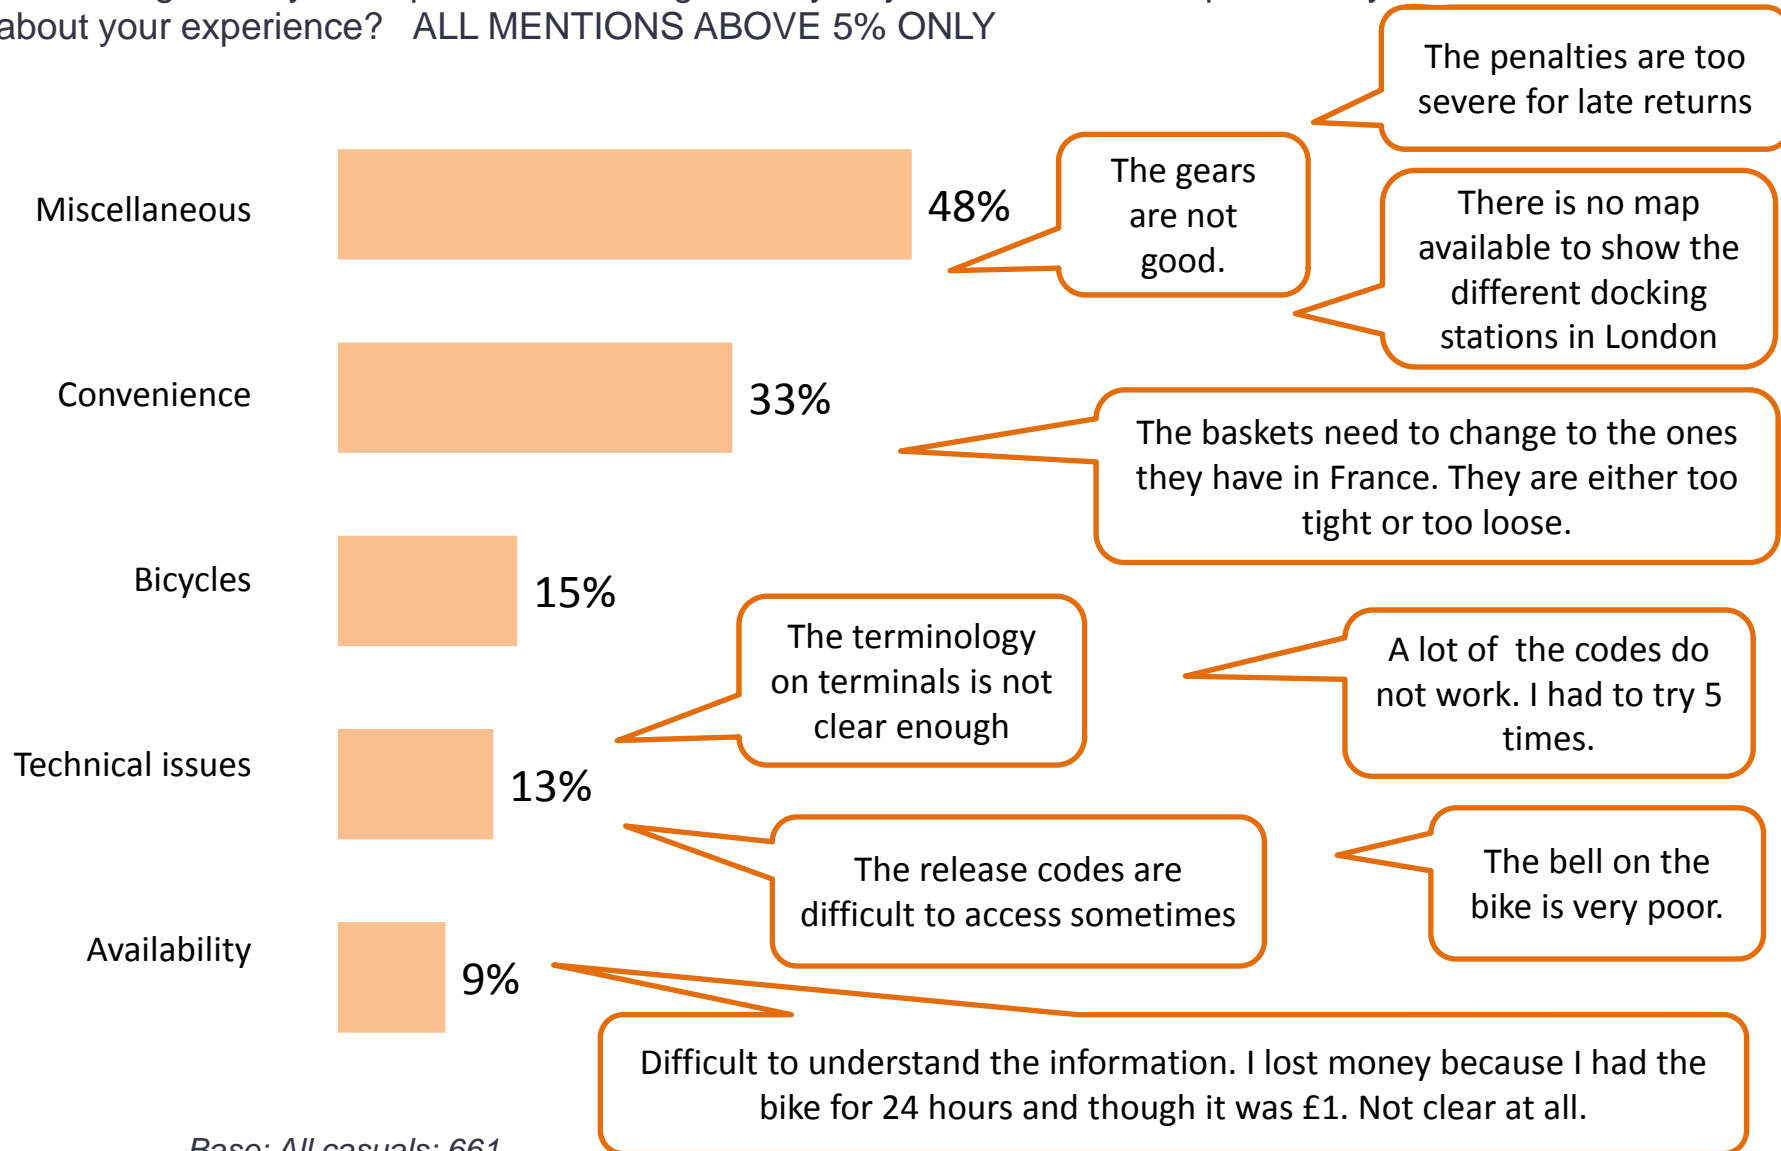 about your experience?   ALL MENTIONS ABOVE 5% ONLY
The penalties are too
severe for late returns
Miscellaneous
48%
The gears
are not
good.
There is no map
available to show the
different docking
stations in London
Convenience
33%
The baskets need to change to the ones
they have in France. They are either too
tight or too loose.
Bicycles
15%
The terminology
on terminals is not
clear enough
A lot of  the codes do
not work. I had to try 5
times.
Technical issues
13%
The release codes are
difficult to access sometimes
The bell on the
bike is very poor.
Availability
9%
Difficult to understand the information. I lost money because I had the
bike for 24 hours and though it was £1. Not clear at all.
Base: All casuals: 661